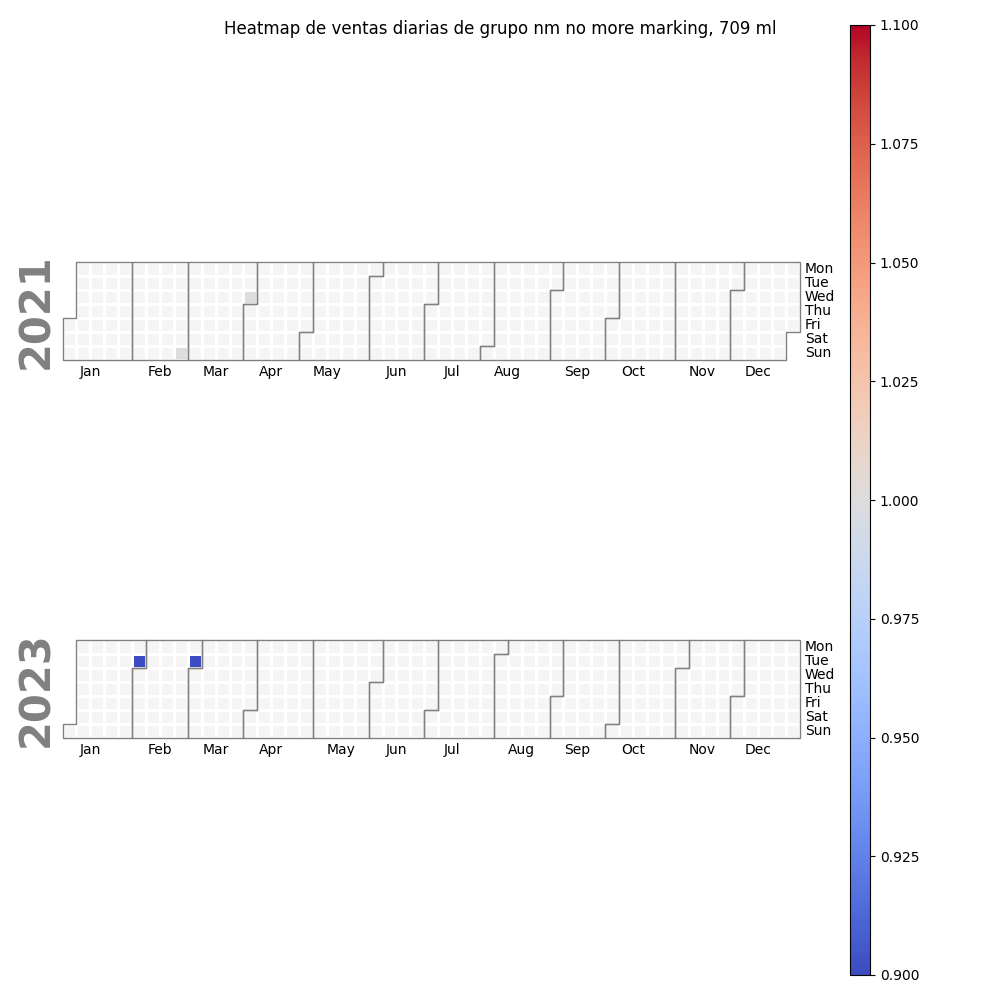 Heatmap de ventas diarias de grupo nm no more marking, 709 ml
1.100
1.075
1.050
1.025
1.000
0.975
0.950
0.925
0.900
2021
Mon
Tue
Wed
Thu
Fri
Sat
Sun
Jan Feb Mar Apr May Jun Jul Aug Sep Oct Nov Dec
2023
Mon
Tue
Wed
Thu
Fri
Sat
Sun
Jan Feb Mar Apr May Jun Jul Aug Sep Oct Nov Dec